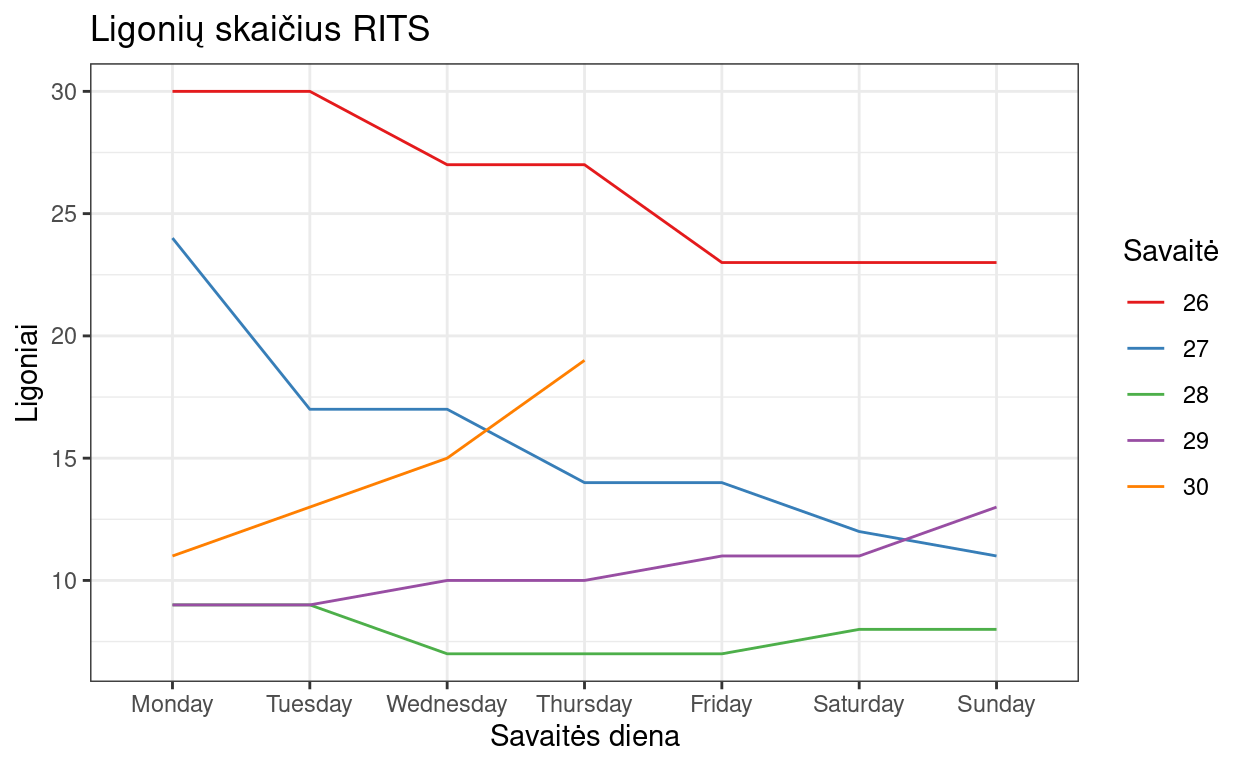 Ligonių skaičius RITS
30
25
20
15
10
Ligoniai
Monday Tuesday Wednesday Thursday Friday Saturday Sunday
Savaitės diena
Savaitė
26
27
28
29
30